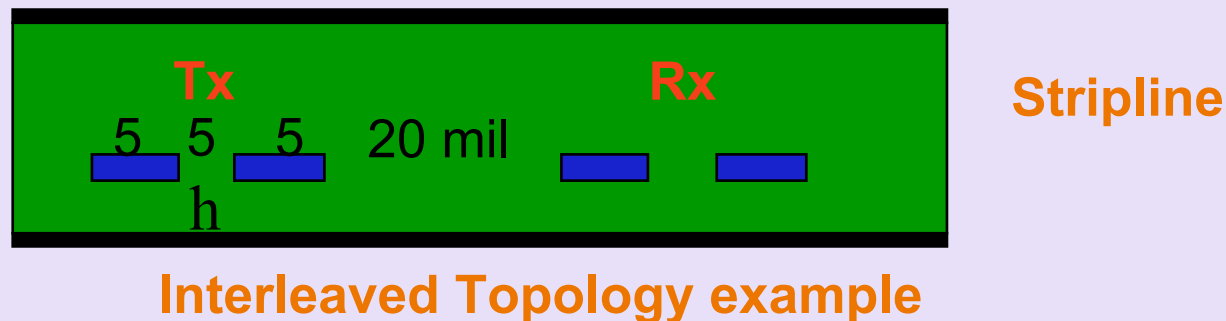 Tx Rx
Stripline
5 5 5 20 mil
h
Interleaved Topology example